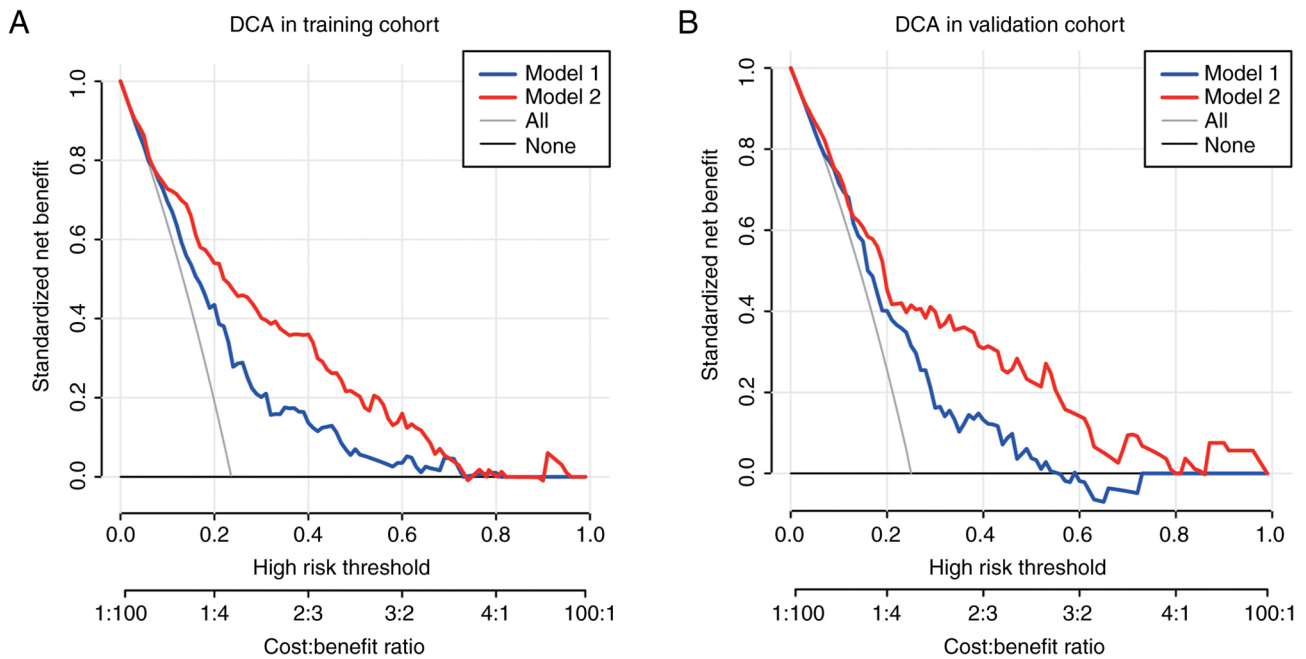 A
DCA in training cohort
Model 1
Model 2
All
None
Standardized net benefit
1.0
0.8
0.6
0.4
0.2
0.0
0.0 0.2 0.4 0.6 0.8 1.0
High risk threshold
1:100 1:4 2:3 3:2 4:1 100:1
Cost:benefit ratio
B
DCA in validation cohort
Model 1
Model 2
All
None
Standardized net benefit
1.0
0.8
0.6
0.4
0.2
0.0
0.0 0.2 0.4 0.6 0.8 1.0
High risk threshold
1:100 1:4 2:3 3:2 4:1 100:1
Cost:benefit ratio